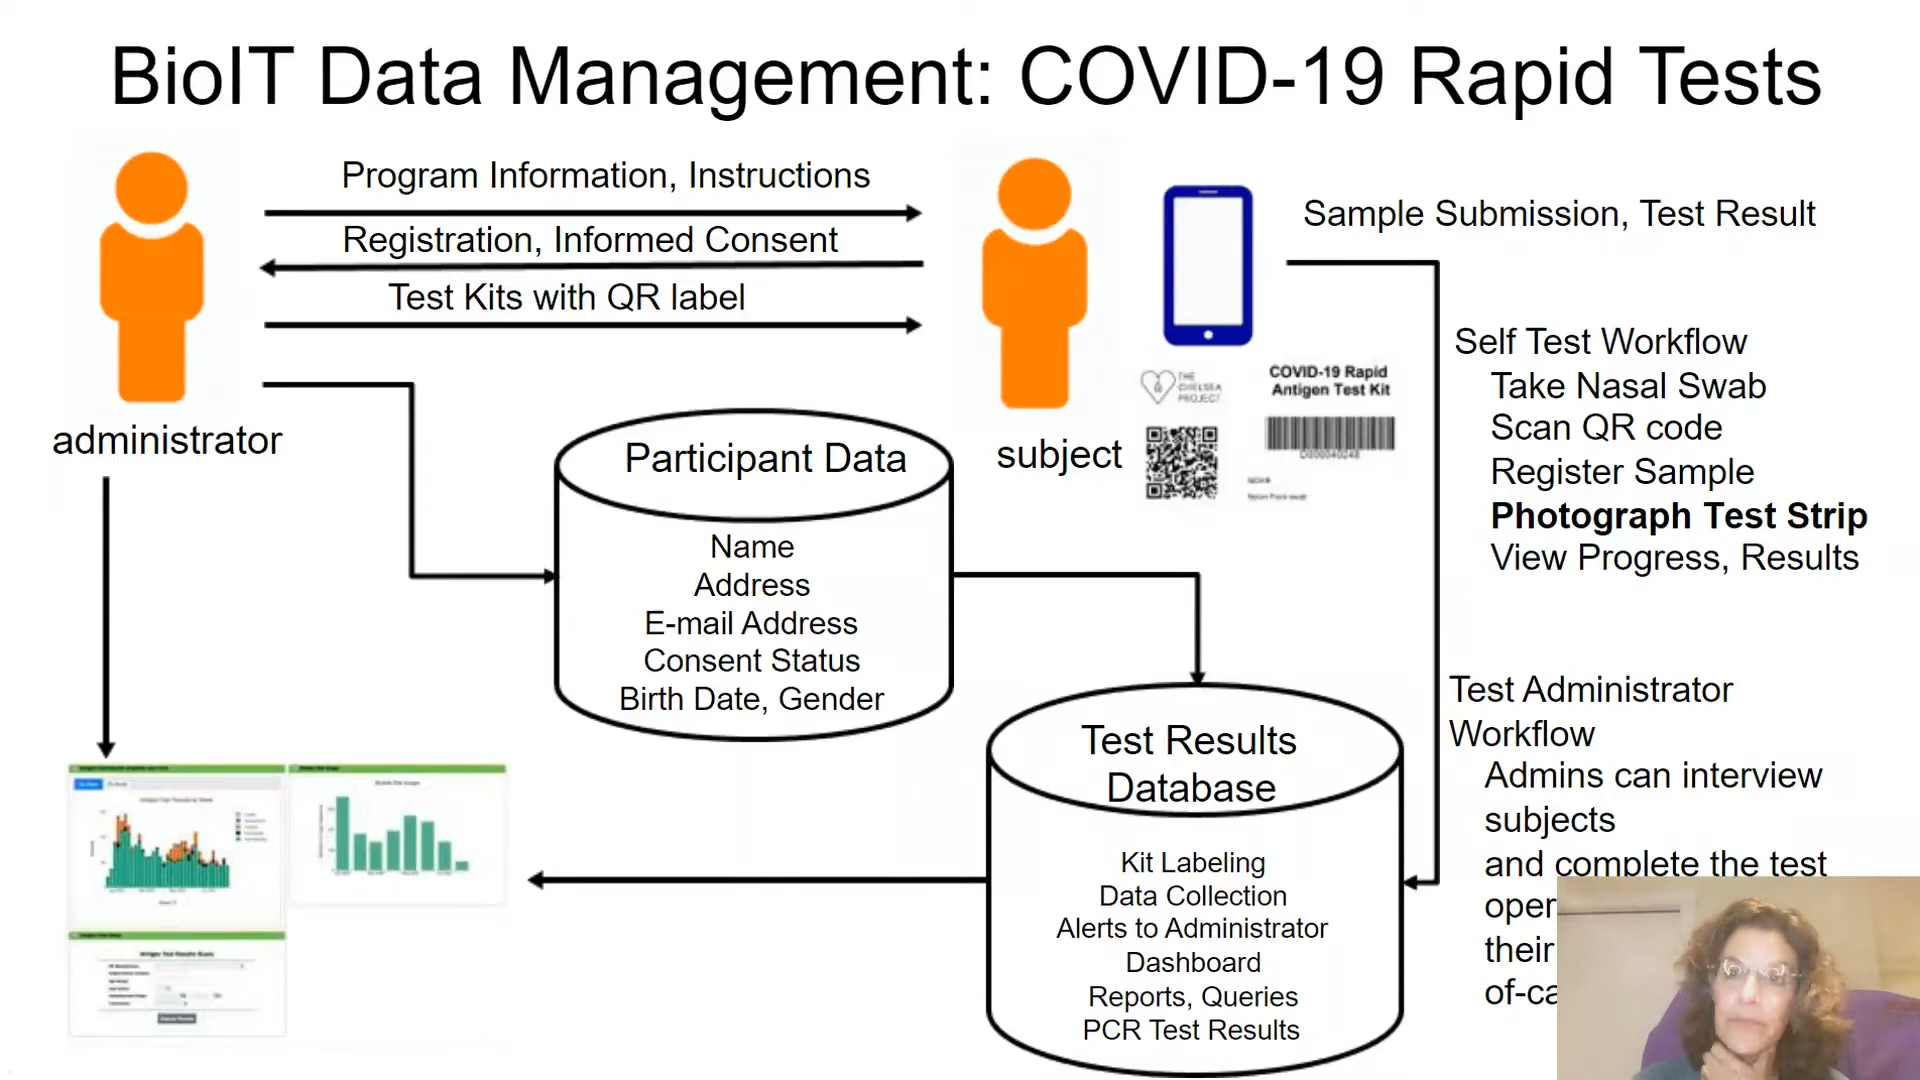 BioIT Data Management: COVID-19 Rapid Tests
Program Information, Instructions
Registration, Informed Consent
Test Kits with QR label
administrator
subject
Sample Submission, Test Result
THE
CHELSEA
PROJECT
COVID-19 Rapid
Antigen Test Kit
Self Test Workflow
Take Nasal Swab
Scan QR code
Register Sample
Photograph Test Strip
View Progress, Results
Participant Data
Name
Address
E-mail Address
Consent Status
Birth Date, Gender
Test Results
Database
Kit Labeling
Data Collection
Alerts to Administrator
Dashboard
Reports, Queries
PCR Test Results
Test Administrator
Workflow
Admins can interview
subjects
and complete the test
their